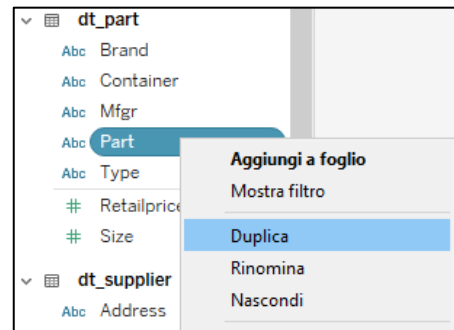 dt_part
Abc Brand
Abc Container
Abc Mfgr
Abc Part
Abc Type
# Retailprice
# Size
dt_supplier
Abc Address
Aggiungi a foglio
Mostra filtro
Duplica
Rinomina
Nascondi